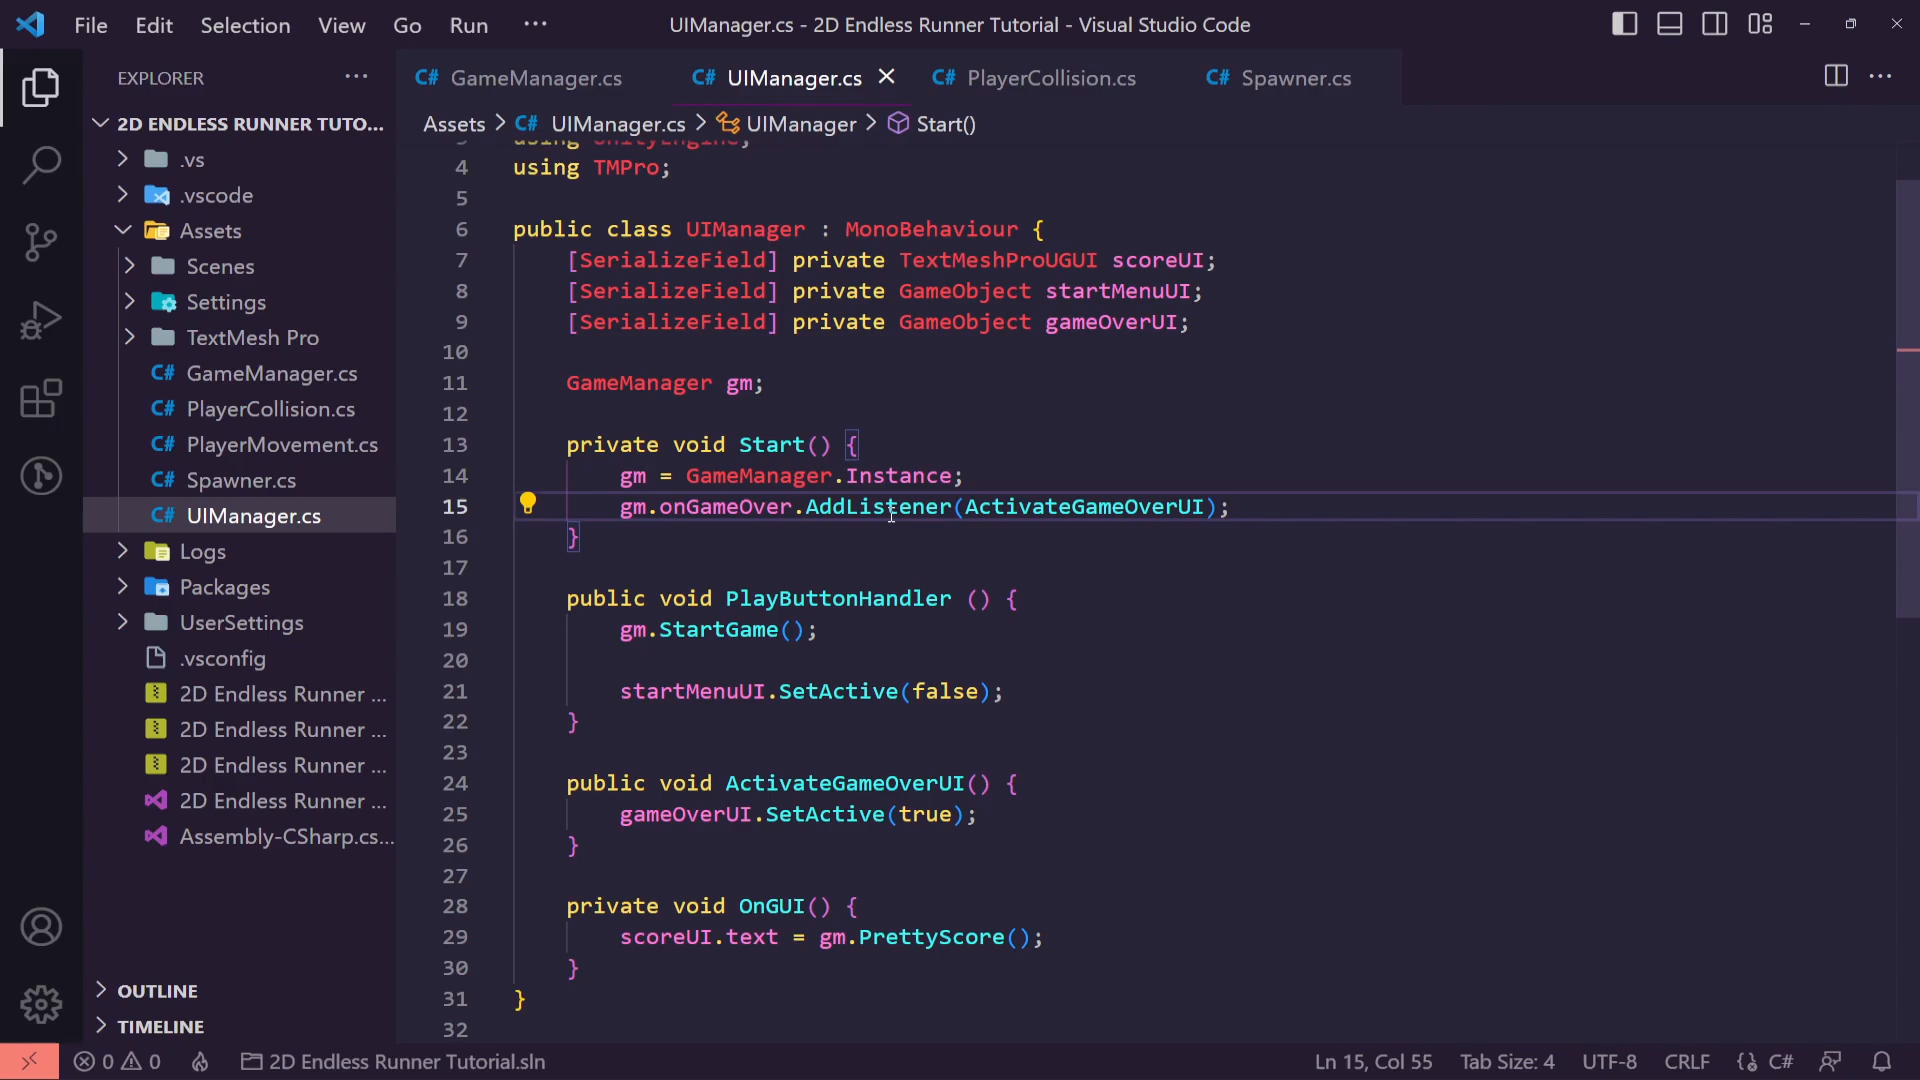 File Edit Selection View Go Run ···
UIManager.cs - 2D Endless Runner Tutorial - Visual Studio Code
EXPLORER ···
2D ENDLESS RUNNER TUTO...
.vs
.vscode
Assets
Scenes
Settings
TextMesh Pro
C# GameManager.cs
C# PlayerCollision.cs
C# PlayerMovement.cs
C# Spawner.cs
C# UIManager.cs
Logs
Packages
UserSettings
.vsconfig
2D Endless Runner ...
2D Endless Runner ...
2D Endless Runner ...
2D Endless Runner ...
Assembly-CSharp.cs...
OUTLINE
TIMELINE
C# GameManager.cs C# UIManager.cs C# PlayerCollision.cs C# Spawner.cs
Assets > C# UIManager.cs > UIManager > Start()
3 using UnityEngine;
4 using TMPro;
5
6 public class UIManager : MonoBehaviour {
7 [SerializeField] private TextMeshProUGUI scoreUI;
8 [SerializeField] private GameObject startMenuUI;
9 [SerializeField] private GameObject gameOverUI;
10
11 GameManager gm;
12
13 private void Start() {
14 gm = GameManager.Instance;
15 gm.onGameOver.AddListener(ActivateGameOverUI);
16 }
17
18 public void PlayButtonHandler () {
19 gm.StartGame();
20
21 startMenuUI.SetActive(false);
22 }
23
24 public void ActivateGameOverUI() {
25 gameOverUI.SetActive(true);
26 }
27
28 private void OnGUI() {
29 scoreUI.text = gm.PrettyScore();
30 }
31 }
32
0 0 2D Endless Runner Tutorial.sln Ln 15, Col 55 Tab Size: 4 UTF-8 CRLF C#